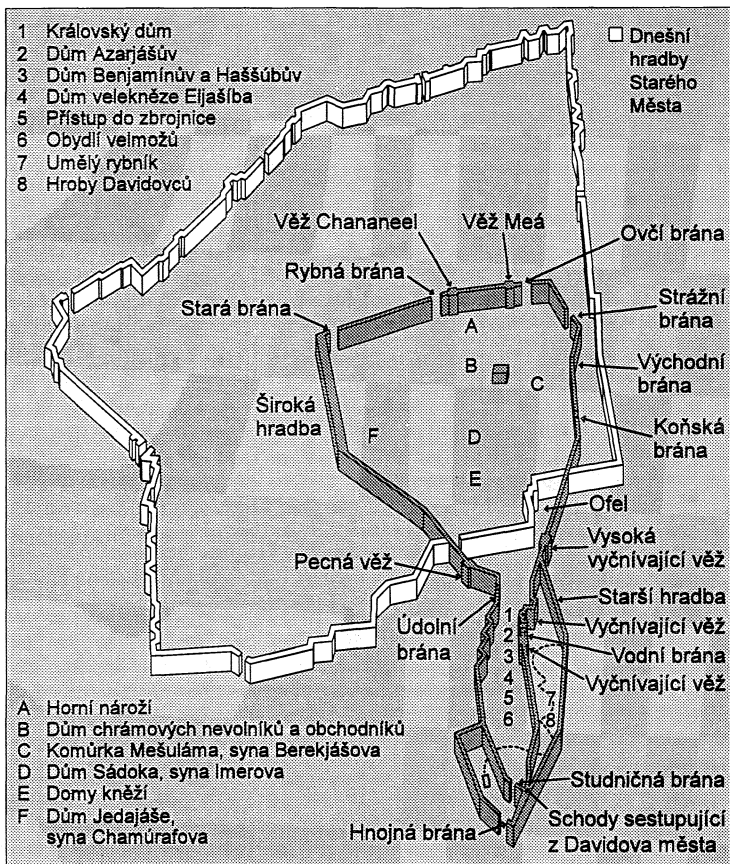 1 Královský dům
2 Dům Azarjášův
3 Dům Benjamínův a Haššúbův
4 Dům velekněze Eljašíba
5 Přístup do zbrojnice
6 Obydlí velmožů
7 Umělý rybník
8 Hroby Davidovců
Dnešní
hradby
Starého
Města
Věž Chananeel
Věž Meá
Ovčí brána
Rybná brána
Stará brána
Strážní
brána
A
B
C
Východní
brána
Široká
hradba
F
D
Koňská
brána
E
Ofel
Vysoká
vyčnívající věž
Pecná věž
Starší hradba
Údolní
brána
1
2
3
4
5
6
7
8
Vyčnívající věž
Vodní brána
Vyčnívající věž
A Horní nároží
B Dům chrámových nevolníků a obchodníků
C Komůrka Mešuláma, syna Berekjášova
D Dům Sádoka, syna Imerova
E Domy kněží
F Dům Jedajáše,
syna Chamúrafova
Studničná brána
Hnojná brána
Schody sestupující
z Davidova města